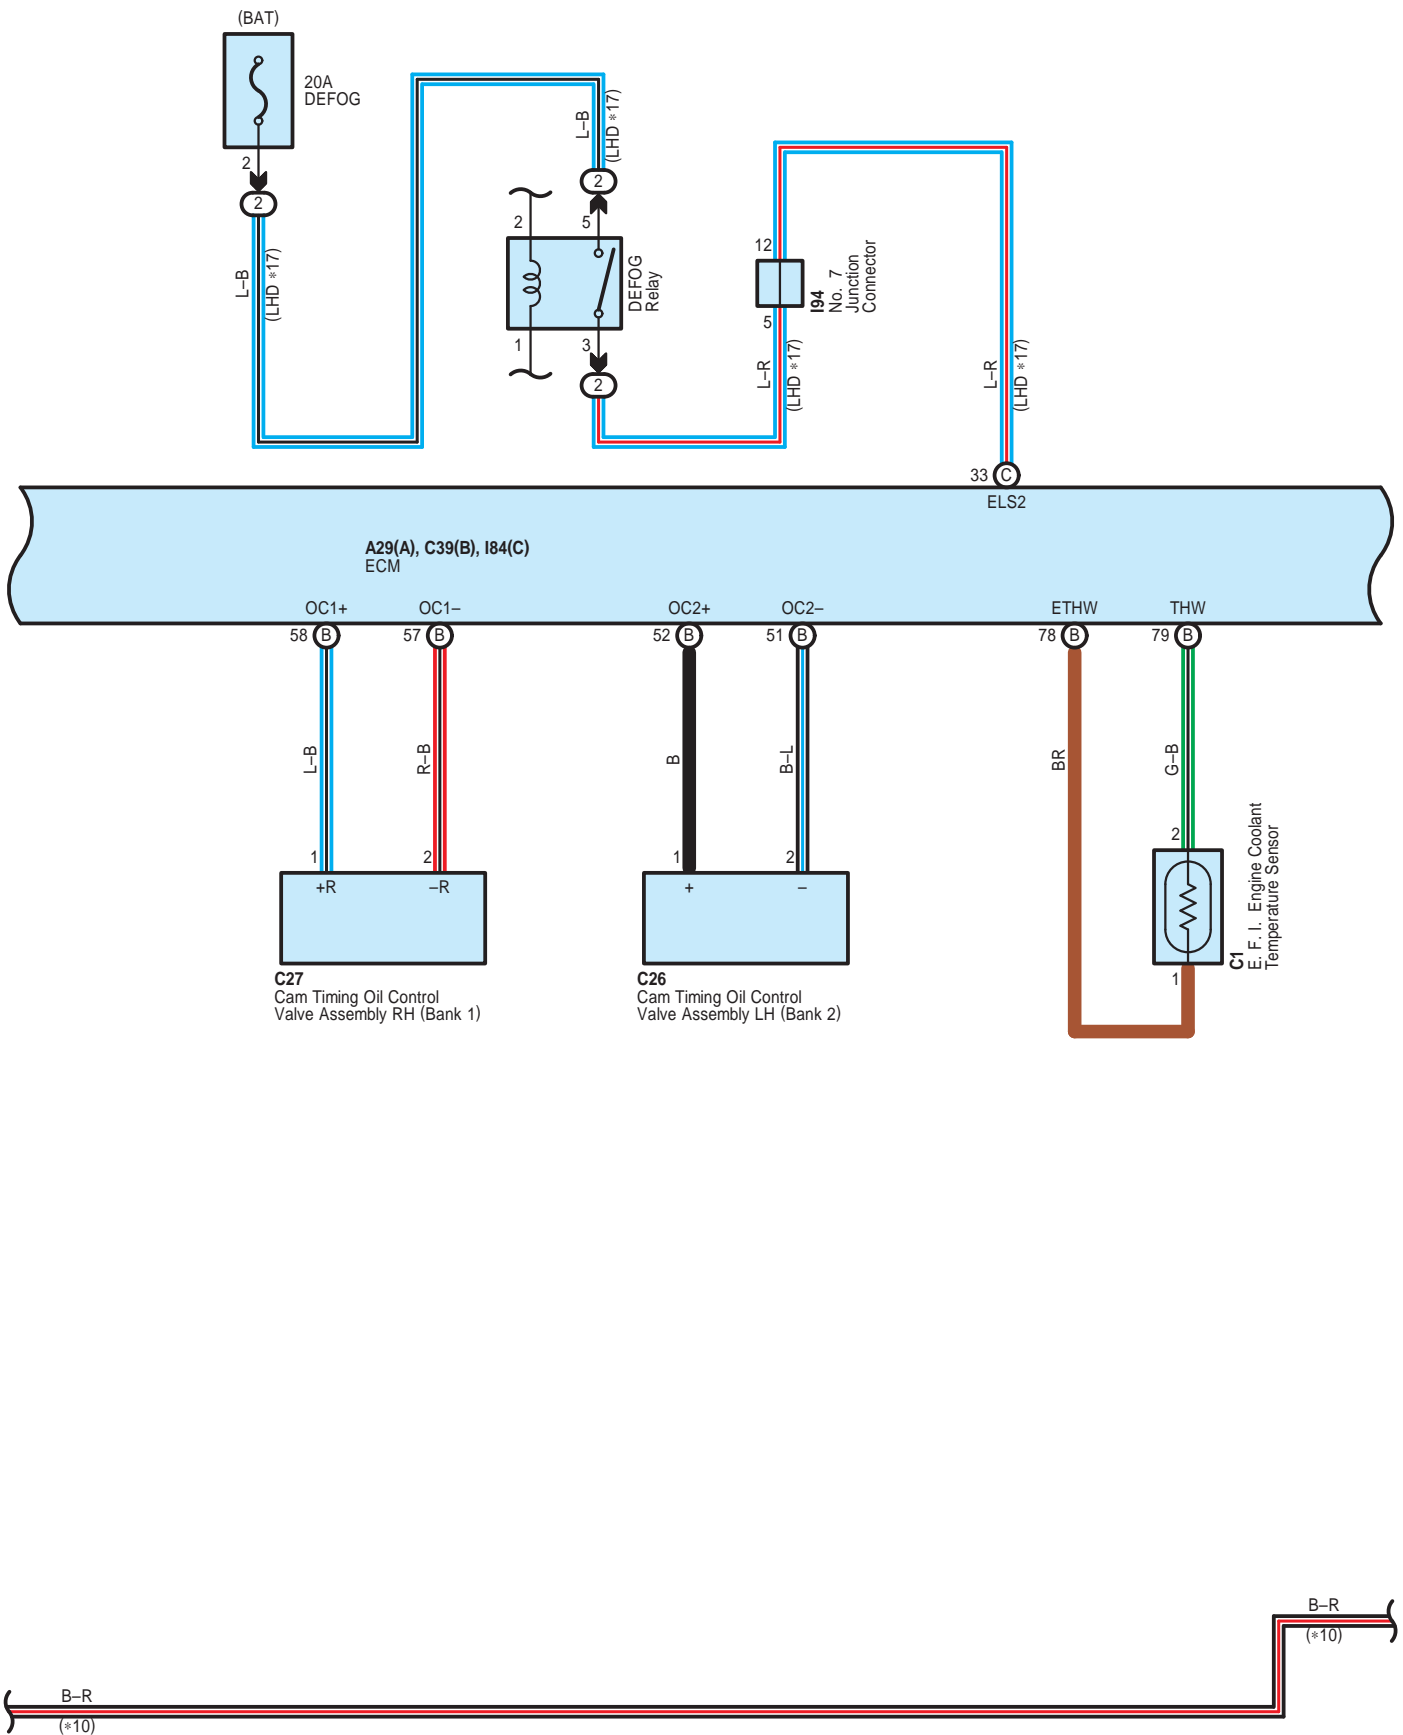 (BAT)
20A
DEFOG
2
2
L–B
(LHD *17)
L–B
(LHD *17)
2
2
5
DEFOG
Relay
1
3
2
12
I94
No. 7
Junction
Connector
5
L–R
(LHD *17)
L–R
(LHD *17)
33 C
ELS2
A29(A), C39(B), I84(C)
ECM
OC1+
OC1–
OC2+
OC2–
ETHW
THW
58 B
57 B
52 B
51 B
78 B
79 B
L–B
R–B
B
B–L
BR
G–B
1
2
1
2
2
+R
–R
+
–
C1
E. F. I. Engine Coolant
Temperature Sensor
1
C27
Cam Timing Oil Control
Valve Assembly RH (Bank 1)
C26
Cam Timing Oil Control
Valve Assembly LH (Bank 2)
B–R
(*10)
B–R
(*10)